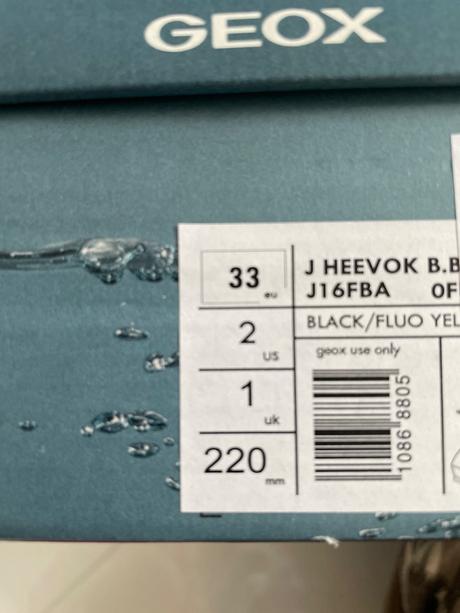 GEOX
33 eu
J HEEVOK B.B
J16FBA 0F
2 US
BLACK/FLUO YEL
geox use only
1 uk
1086 8805
220 mm